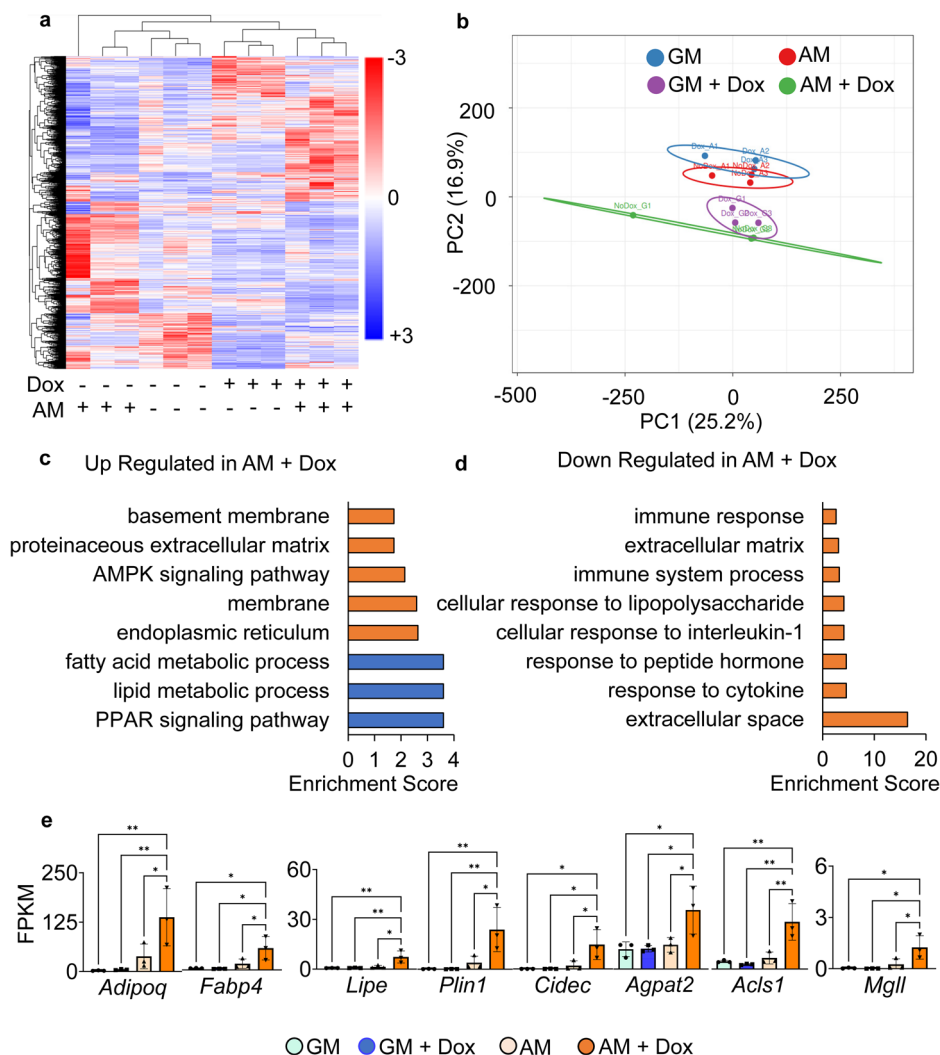 a
-3
0
+3
Dox - - - - - - + + + + + +
AM + + + - - - - - - + + +
b
GM
AM
GM + Dox
AM + Dox
200
0
-200
PC2 (16.9%)
Dox_A1
Dox_A2
NoDox_A1
NoDox_A2
NoDox_A3
NoDox_G1
Dox_G1
-500
-250
0
250
PC1 (25.2%)
c
Up Regulated in AM + Dox
basement membrane
proteinaceous extracellular matrix
AMPK signaling pathway
membrane
endoplasmic reticulum
fatty acid metabolic process
lipid metabolic process
PPAR signaling pathway
0 1 2 3 4
Enrichment Score
d
Down Regulated in AM + Dox
immune response
extracellular matrix
immune system process
cellular response to lipopolysaccharide
cellular response to interleukin-1
response to peptide hormone
response to cytokine
extracellular space
0 10 20
Enrichment Score
e
FPKM
250
125
0
** ** *
* * *
Adipoq
Fabp4
60
30
0
** ** *
** ** *
* * *
* * *
** ** **
Lipe
Plin1
Cidec
Agpat2
Acls1
6
3
0
* * *
Mgll
GM
GM + Dox
AM
AM + Dox